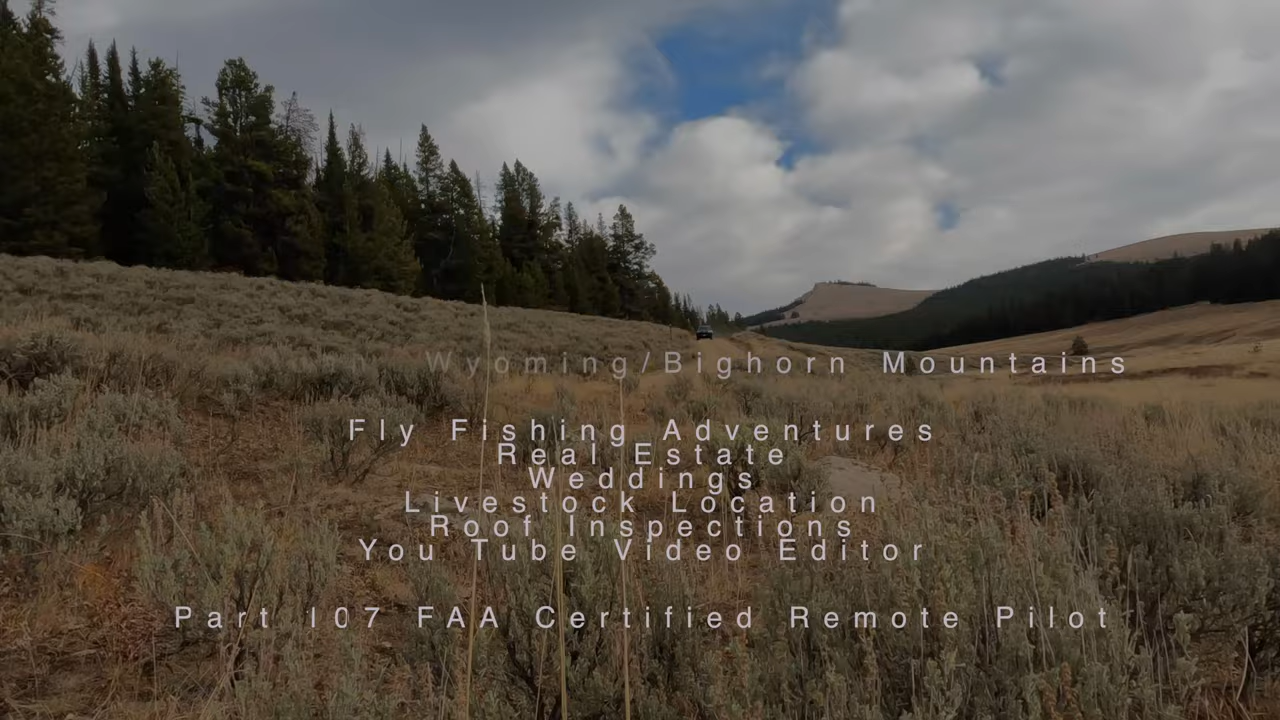 Wyoming/Bighorn Mountains
Fly Fishing Adventures
Real Estate
Weddings
Livestock Location
Roof Inspections
You Tube Video Editor
Part I07 FAA Certified Remote Pilot